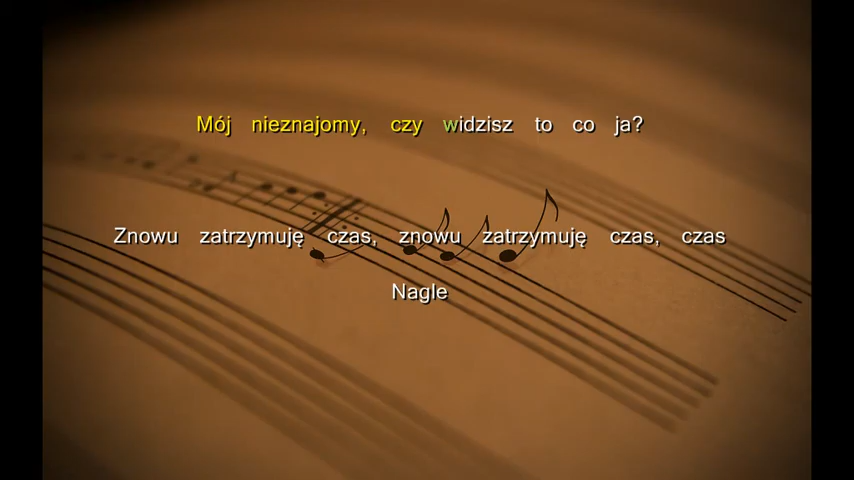 Mój nieznajomy, czy widzisz to co ja?
Znowu zatrzymuję czas, znowu zatrzymuję czas, czas
Nagle